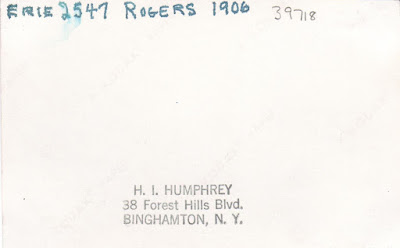 ERIE 2547 ROGERS 1906 39718
H. I. HUMPHREY
38 Forest Hills Blvd.
BINGHAMTON, N. Y.